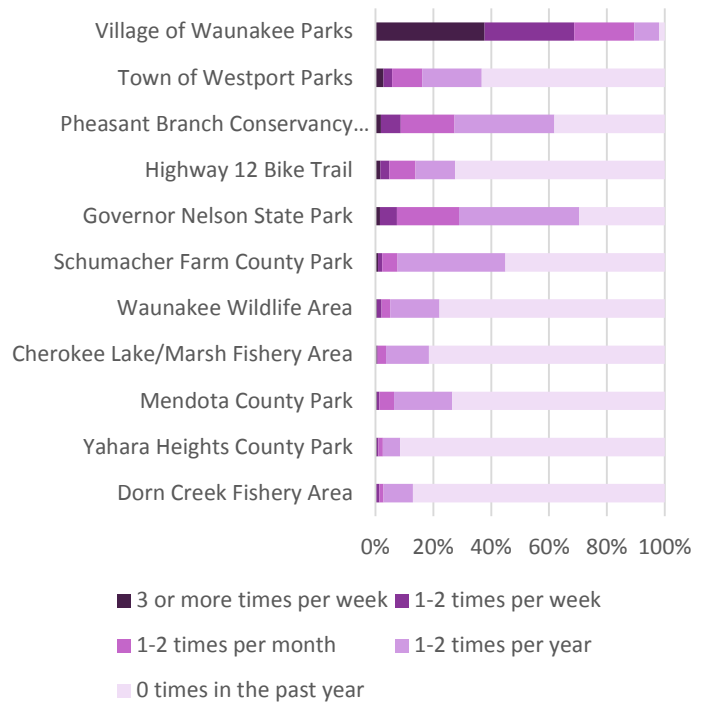 Village of Waunakee Parks
Town of Westport Parks
Pheasant Branch Conservancy...
Highway 12 Bike Trail
Governor Nelson State Park
Schumacher Farm County Park
Waunakee Wildlife Area
Cherokee Lake/Marsh Fishery Area
Mendota County Park
Yahara Heights County Park
Dorn Creek Fishery Area
0% 20% 40% 60% 80% 100%
3 or more times per week 1-2 times per week
1-2 times per month 1-2 times per year
0 times in the past year